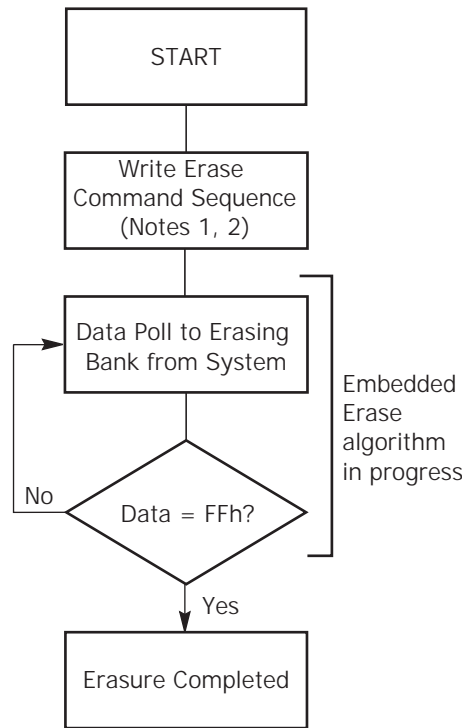 START
Write Erase
Command Sequence
(Notes 1, 2)
Data Poll to Erasing
Bank from System
Embedded
Erase
algorithm
in progress
No
Data = FFh?
Yes
Erasure Completed